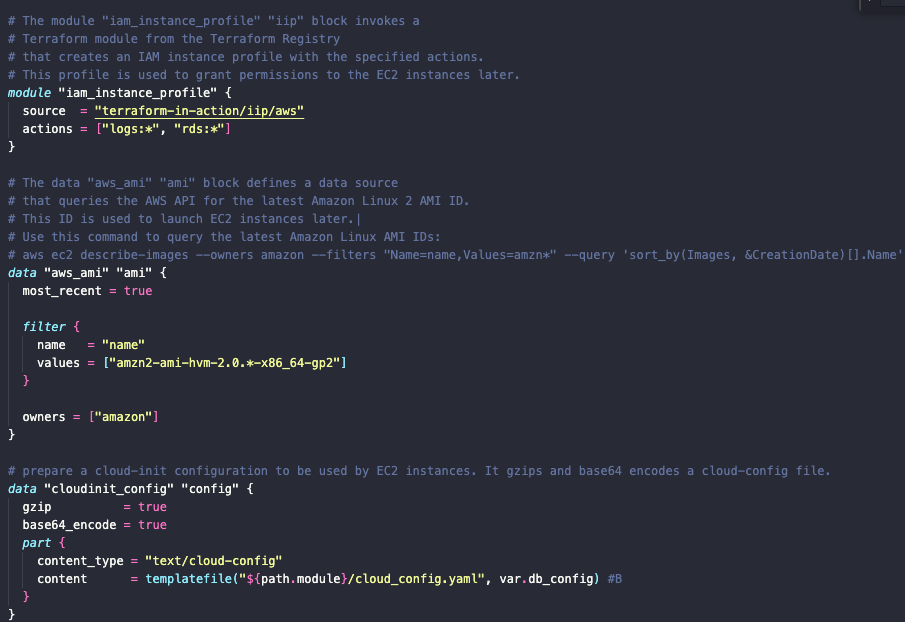 # The module "iam_instance_profile" "iip" block invokes a
# Terraform module from the Terraform Registry
# that creates an IAM instance profile with the specified actions.
# This profile is used to grant permissions to the EC2 instances later.
module "iam_instance_profile" {
  source  = "terraform-in-action/iip/aws"
  actions = ["logs:*", "rds:*"]
}

# The data "aws_ami" "ami" block defines a data source
# that queries the AWS API for the latest Amazon Linux 2 AMI ID.
# This ID is used to launch EC2 instances later.
# Use this command to query the latest Amazon Linux AMI IDs:
# aws ec2 describe-images --owners amazon --filters "Name=name,Values=amzn*" --query 'sort_by(Images, &CreationDate)[].Name'
data "aws_ami" "ami" {
  most_recent = true

  filter {
    name   = "name"
    values = ["amzn2-ami-hvm-2.0.*-x86_64-gp2"]
  }

  owners = ["amazon"]
}

# prepare a cloud-init configuration to be used by EC2 instances. It gzips and base64 encodes a cloud-config file.
data "cloudinit_config" "config" {
  gzip          = true
  base64_encode = true
  part {
    content_type = "text/cloud-config"
    content      = templatefile("${path.module}/cloud_config.yaml", var.db_config) #B
  }
}